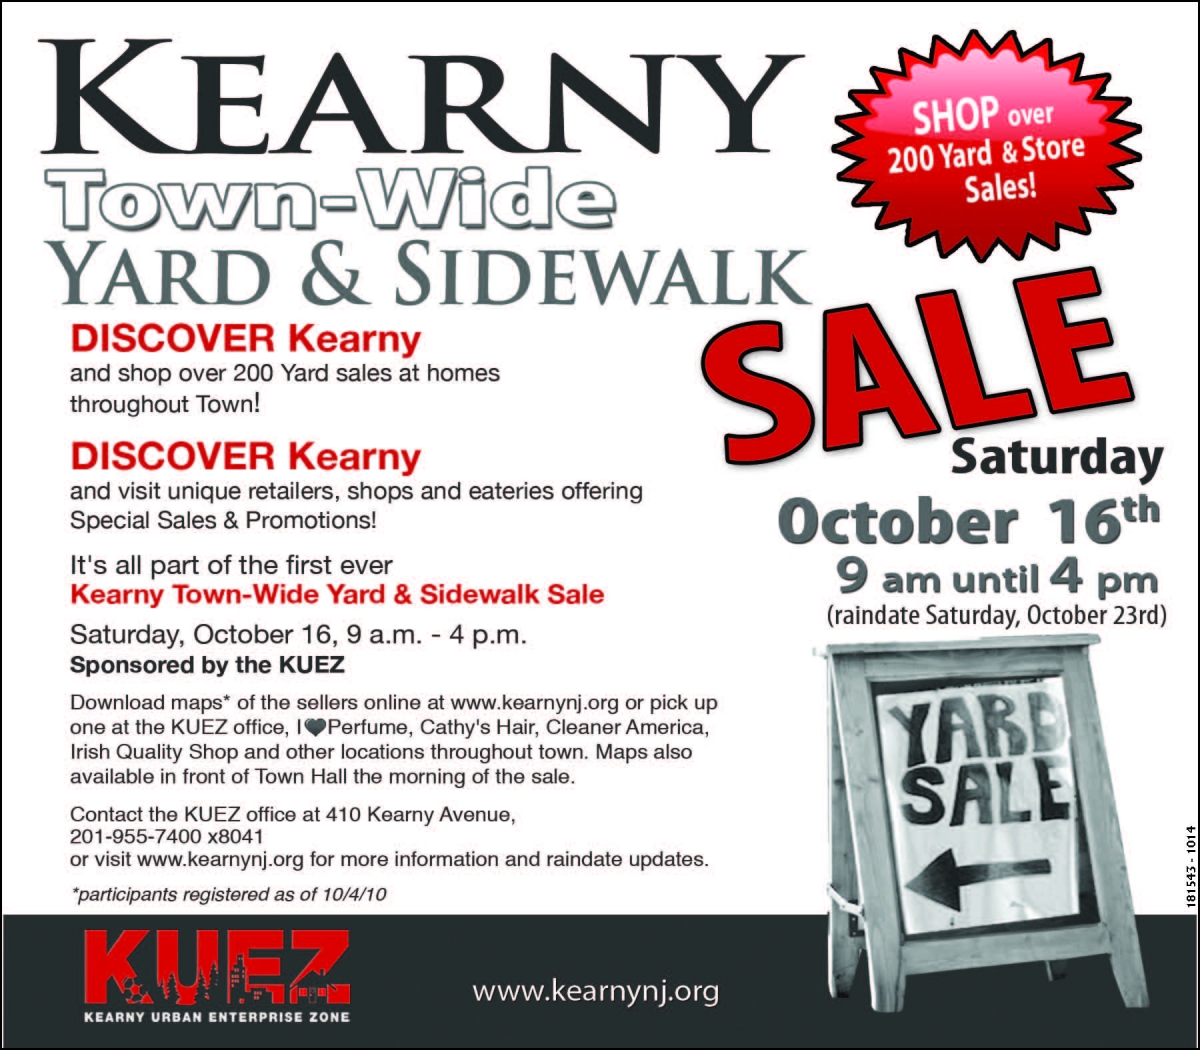 KEARNY
Town-Wide
YARD & SIDEWALK
SALE
SHOP over
200 Yard & Store
Sales!
Saturday
October 16th
9 am until 4 pm
(raindate Saturday, October 23rd)
DISCOVER Kearny
and shop over 200 Yard sales at homes
throughout Town!
DISCOVER Kearny
and visit unique retailers, shops and eateries offering
Special Sales & Promotions!
It's all part of the first ever
Kearny Town-Wide Yard & Sidewalk Sale
Saturday, October 16, 9 a.m. - 4 p.m.
Sponsored by the KUEZ
Download maps* of the sellers online at www.kearnynj.org or pick up
one at the KUEZ office, I♥Perfume, Cathy's Hair, Cleaner America,
Irish Quality Shop and other locations throughout town. Maps also
available in front of Town Hall the morning of the sale.
Contact the KUEZ office at 410 Kearny Avenue,
201-955-7400 x8041
or visit www.kearnynj.org for more information and raindate updates.
*participants registered as of 10/4/10
YARD
SALE
181543 - 1014
KUEZ
KEARNY URBAN ENTERPRISE ZONE
www.kearnynj.org